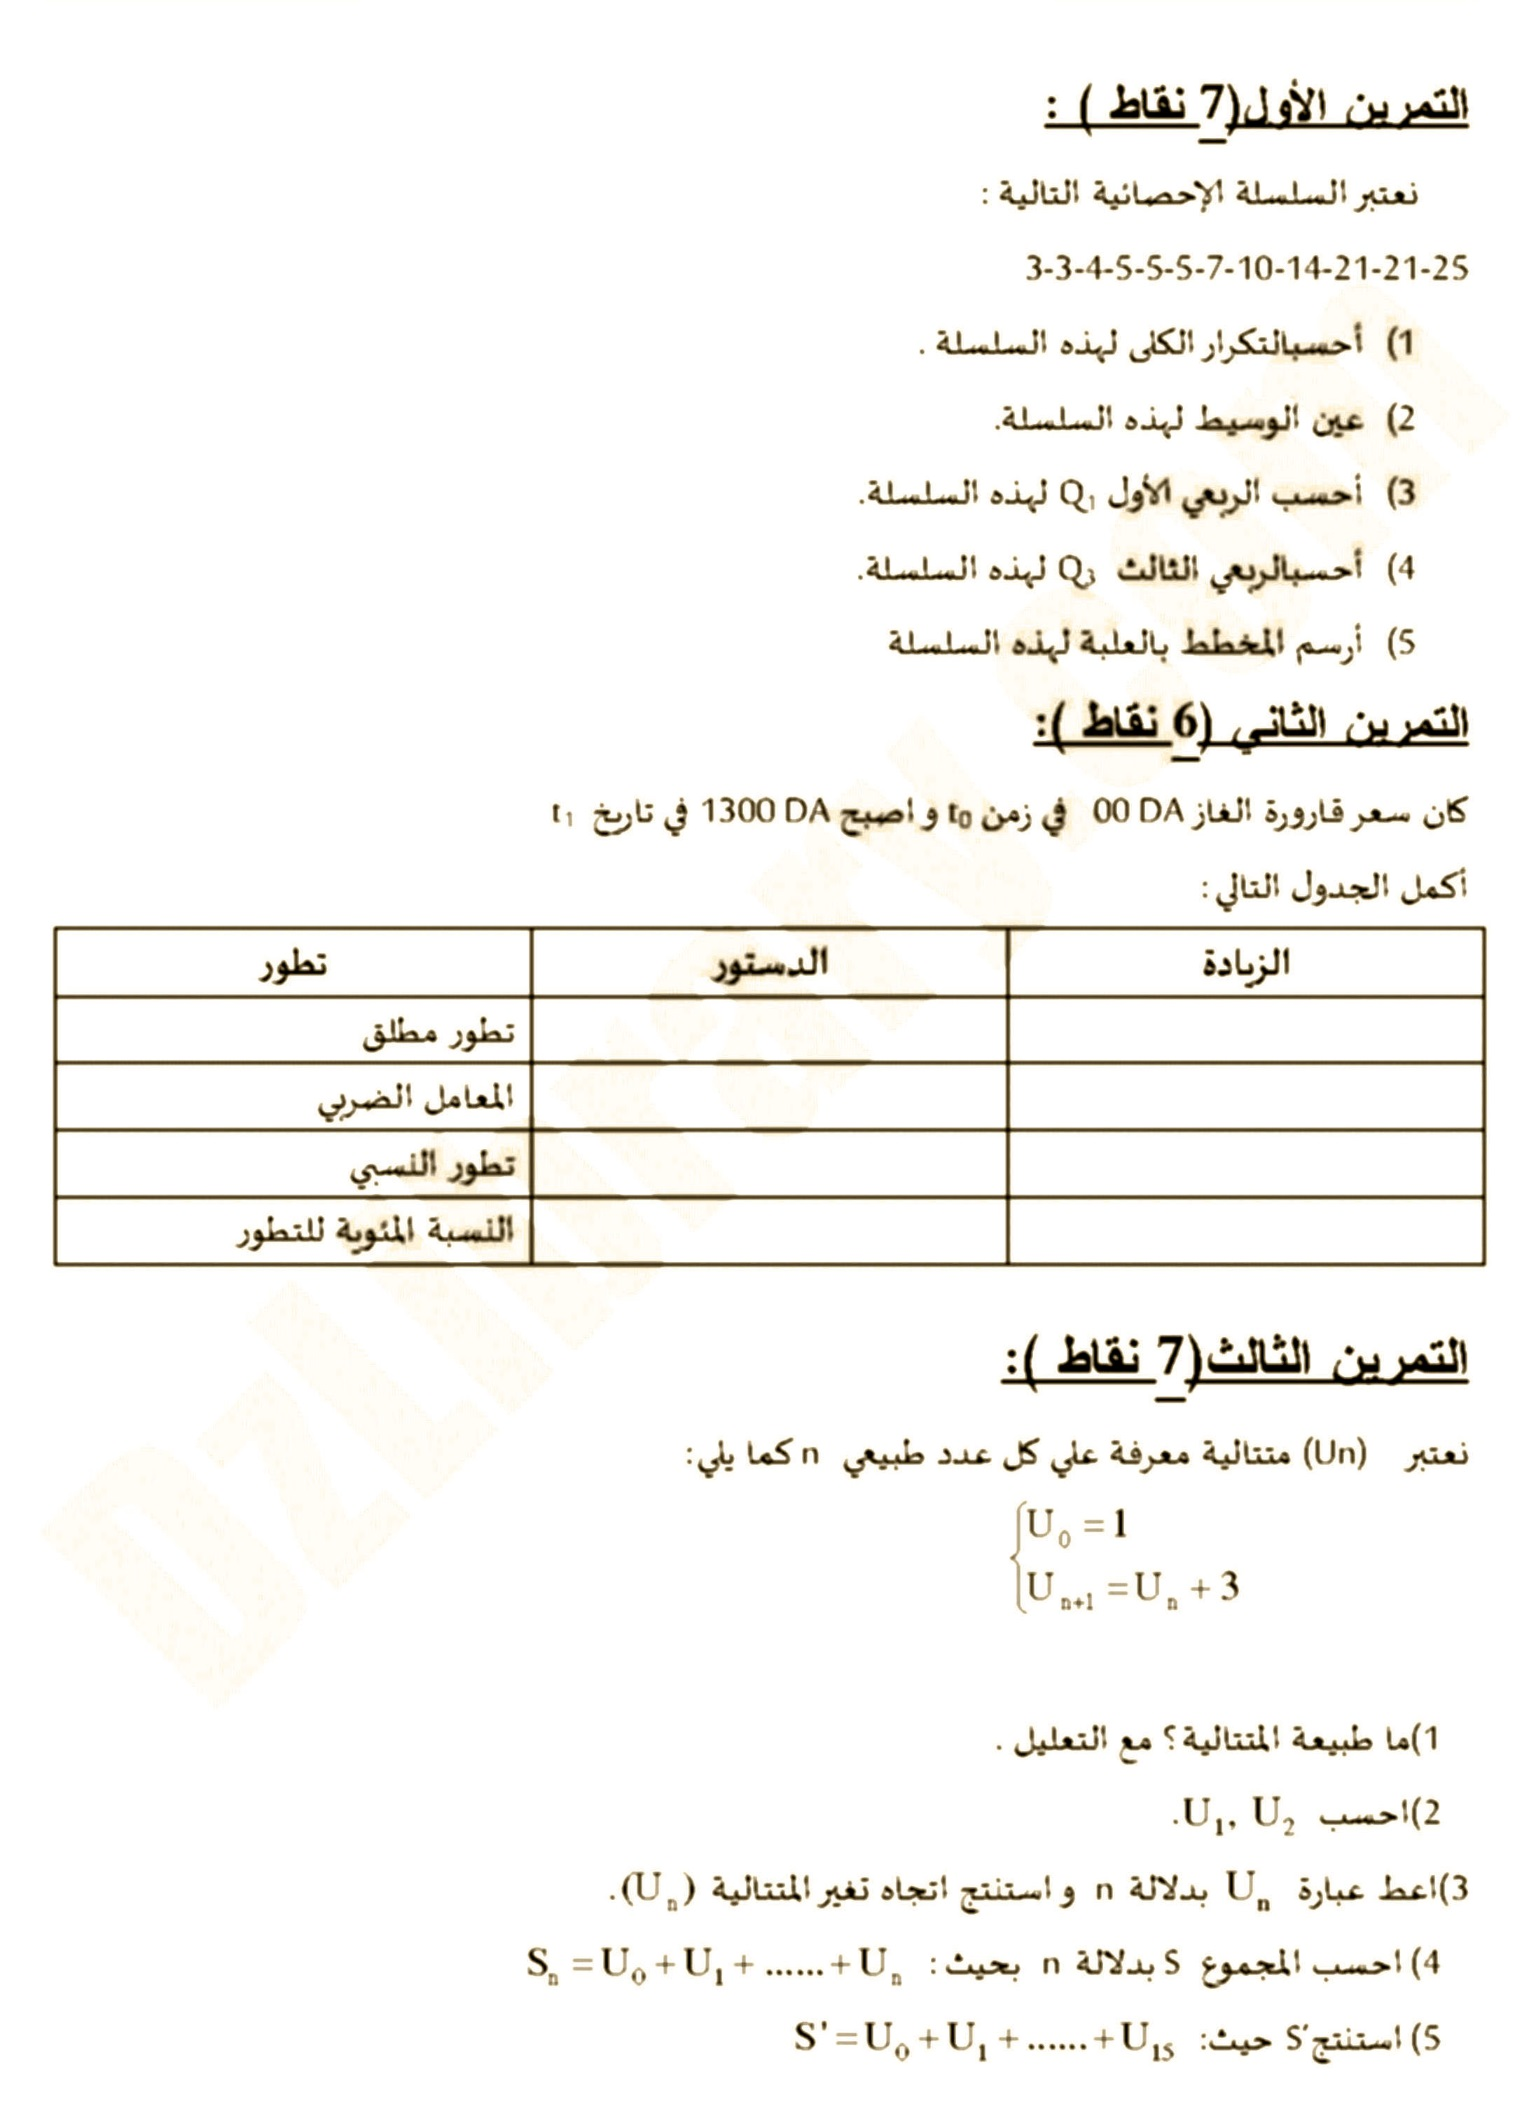 التمرين الأول(7 نقاط ) :
نعتبر السلسلة الإحصائية التالية :
3-3-4-5-5-5-7-10-14-21-21-25
1) أحسبالتكرار الكلى لهذه السلسلة .
2) عين الوسيط لهذه السلسلة.
3) أحسب الربعي الأول Q₁ لهذه السلسلة.
4) أحسبالربعي الثالث Q₃ لهذه السلسلة.
5) أرسم المخطط بالعلبة لهذه السلسلة
التمرين الثاني (6 نقاط ):
كان سعر قارورة الغاز 00 DA في زمن t₀ و اصبح 1300 DA في تاريخ t₁
أكمل الجدول التالي :
الزيادة الدستور تطور
تطور مطلق
المعامل الضربي
تطور النسبي
النسبة المئوية للتطور
التمرين الثالث(7 نقاط ):
نعتبر (Un) متتالية معرفة علي كل عدد طبيعي n كما يلي:
U₀ = 1
Uₙ₊₁ = Uₙ + 3
1)ما طبيعة المتتالية؟ مع التعليل .
2)احسب U₁, U₂.
3)اعط عبارة Uₙ بدلالة n و استنتج اتجاه تغير المتتالية (Uₙ).
4) احسب المجموع S بدلالة n بحيث : Sₙ = U₀ + U₁ + ...... + Uₙ
5) استنتج S' حيث: S' = U₀ + U₁ + ...... + U₁₅
Dzlibrary.com